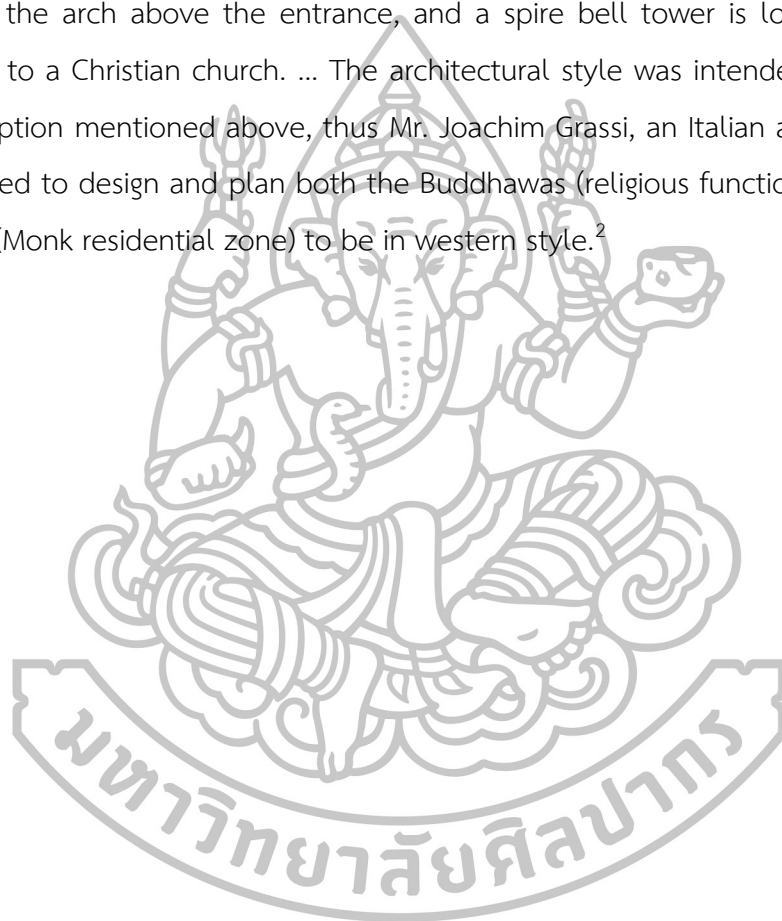 the arch above the entrance, and a spire bell tower is lo
to a Christian church. ... The architectural style was intende
ption mentioned above, thus Mr. Joachim Grassi, an Italian a
ed to design and plan both the Buddhawas (religious functio
(Monk residential zone) to be in western style.²
มหาวิทยาลัยศิลปากร